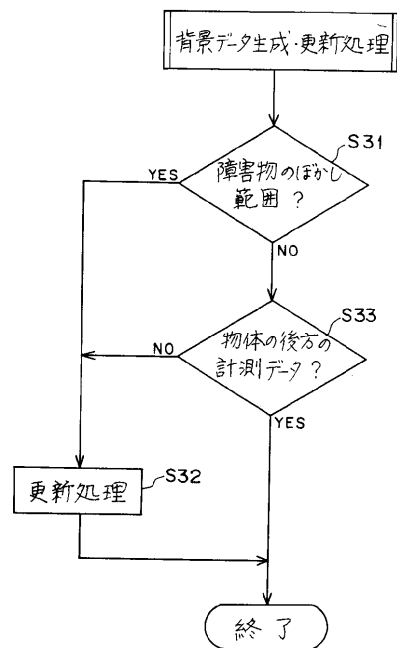 背景データ生成・更新処理
S31
障害物のぼかし
範囲?
YES
NO
S33
物体の後方の
計測データ?
NO
YES
S32
更新処理
終了